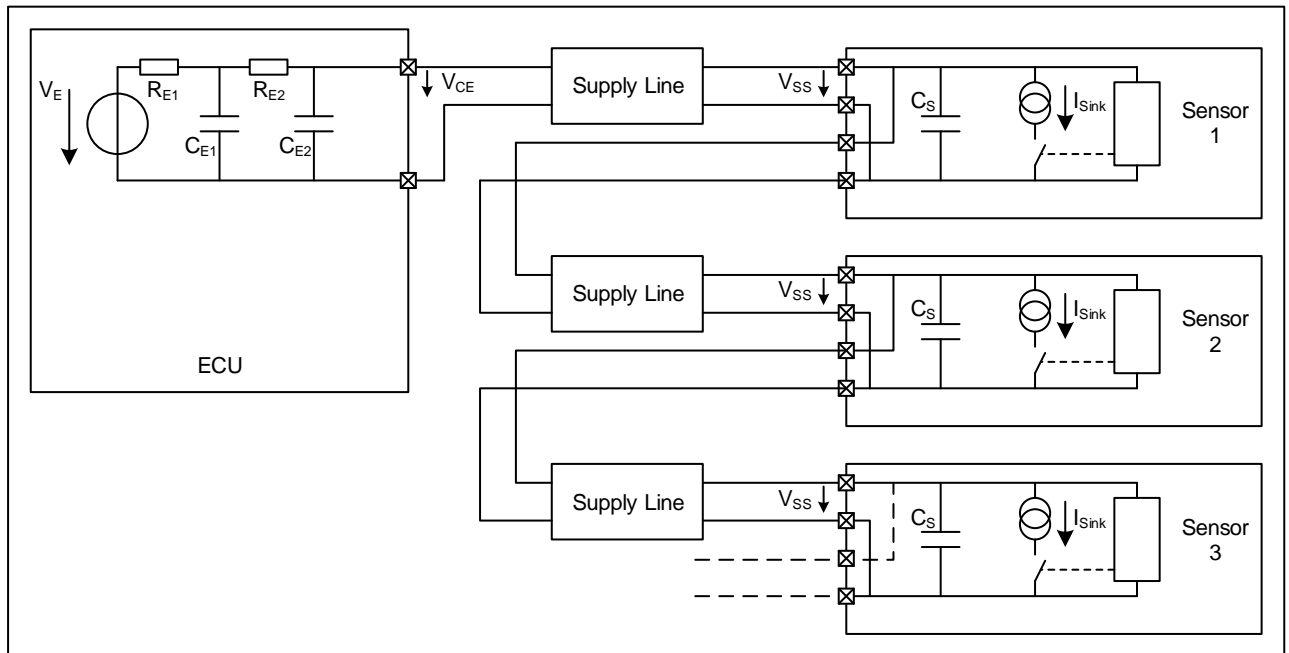 V_E
R_E1
R_E2
C_E1
C_E2
ECU
V_CE
Supply Line
V_SS
C_S
I_Sink
Sensor
1
Supply Line
V_SS
C_S
I_Sink
Sensor
2
Supply Line
V_SS
C_S
I_Sink
Sensor
3